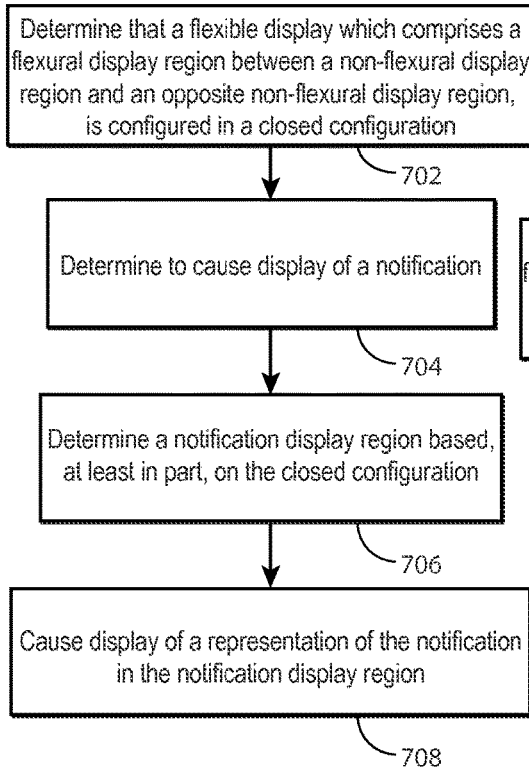 Determine that a flexible display which comprises a
flexural display region between a non-flexural display
region and an opposite non-flexural display region,
is configured in a closed configuration
702
Determine to cause display of a notification
704
Determine a notification display region based,
at least in part, on the closed configuration
706
Cause display of a representation of the notification
in the notification display region
708